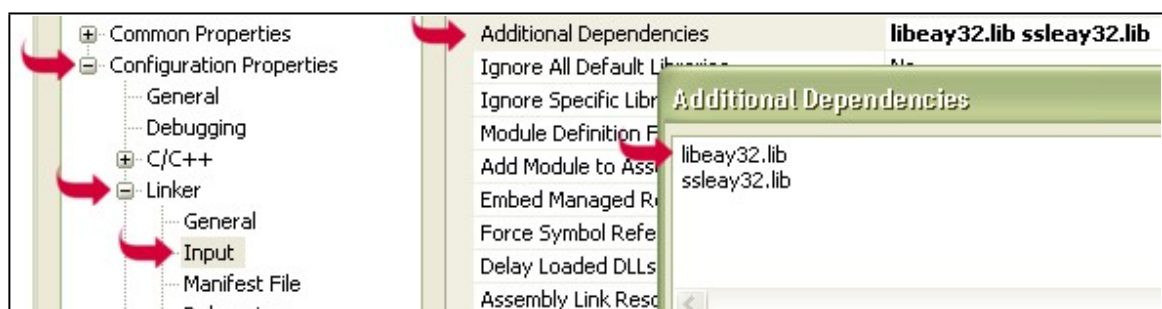 Common Properties
Configuration Properties
General
Debugging
C/C++
Linker
General
Input
Manifest File
Additional Dependencies libeay32.lib ssleay32.lib
Ignore All Default
Ignore Specific
Module Definition
Add Module to
Embed Managed
Force Symbol
Delay Loaded DLLs
Assembly Link
Additional Dependencies
libeay32.lib
ssleay32.lib